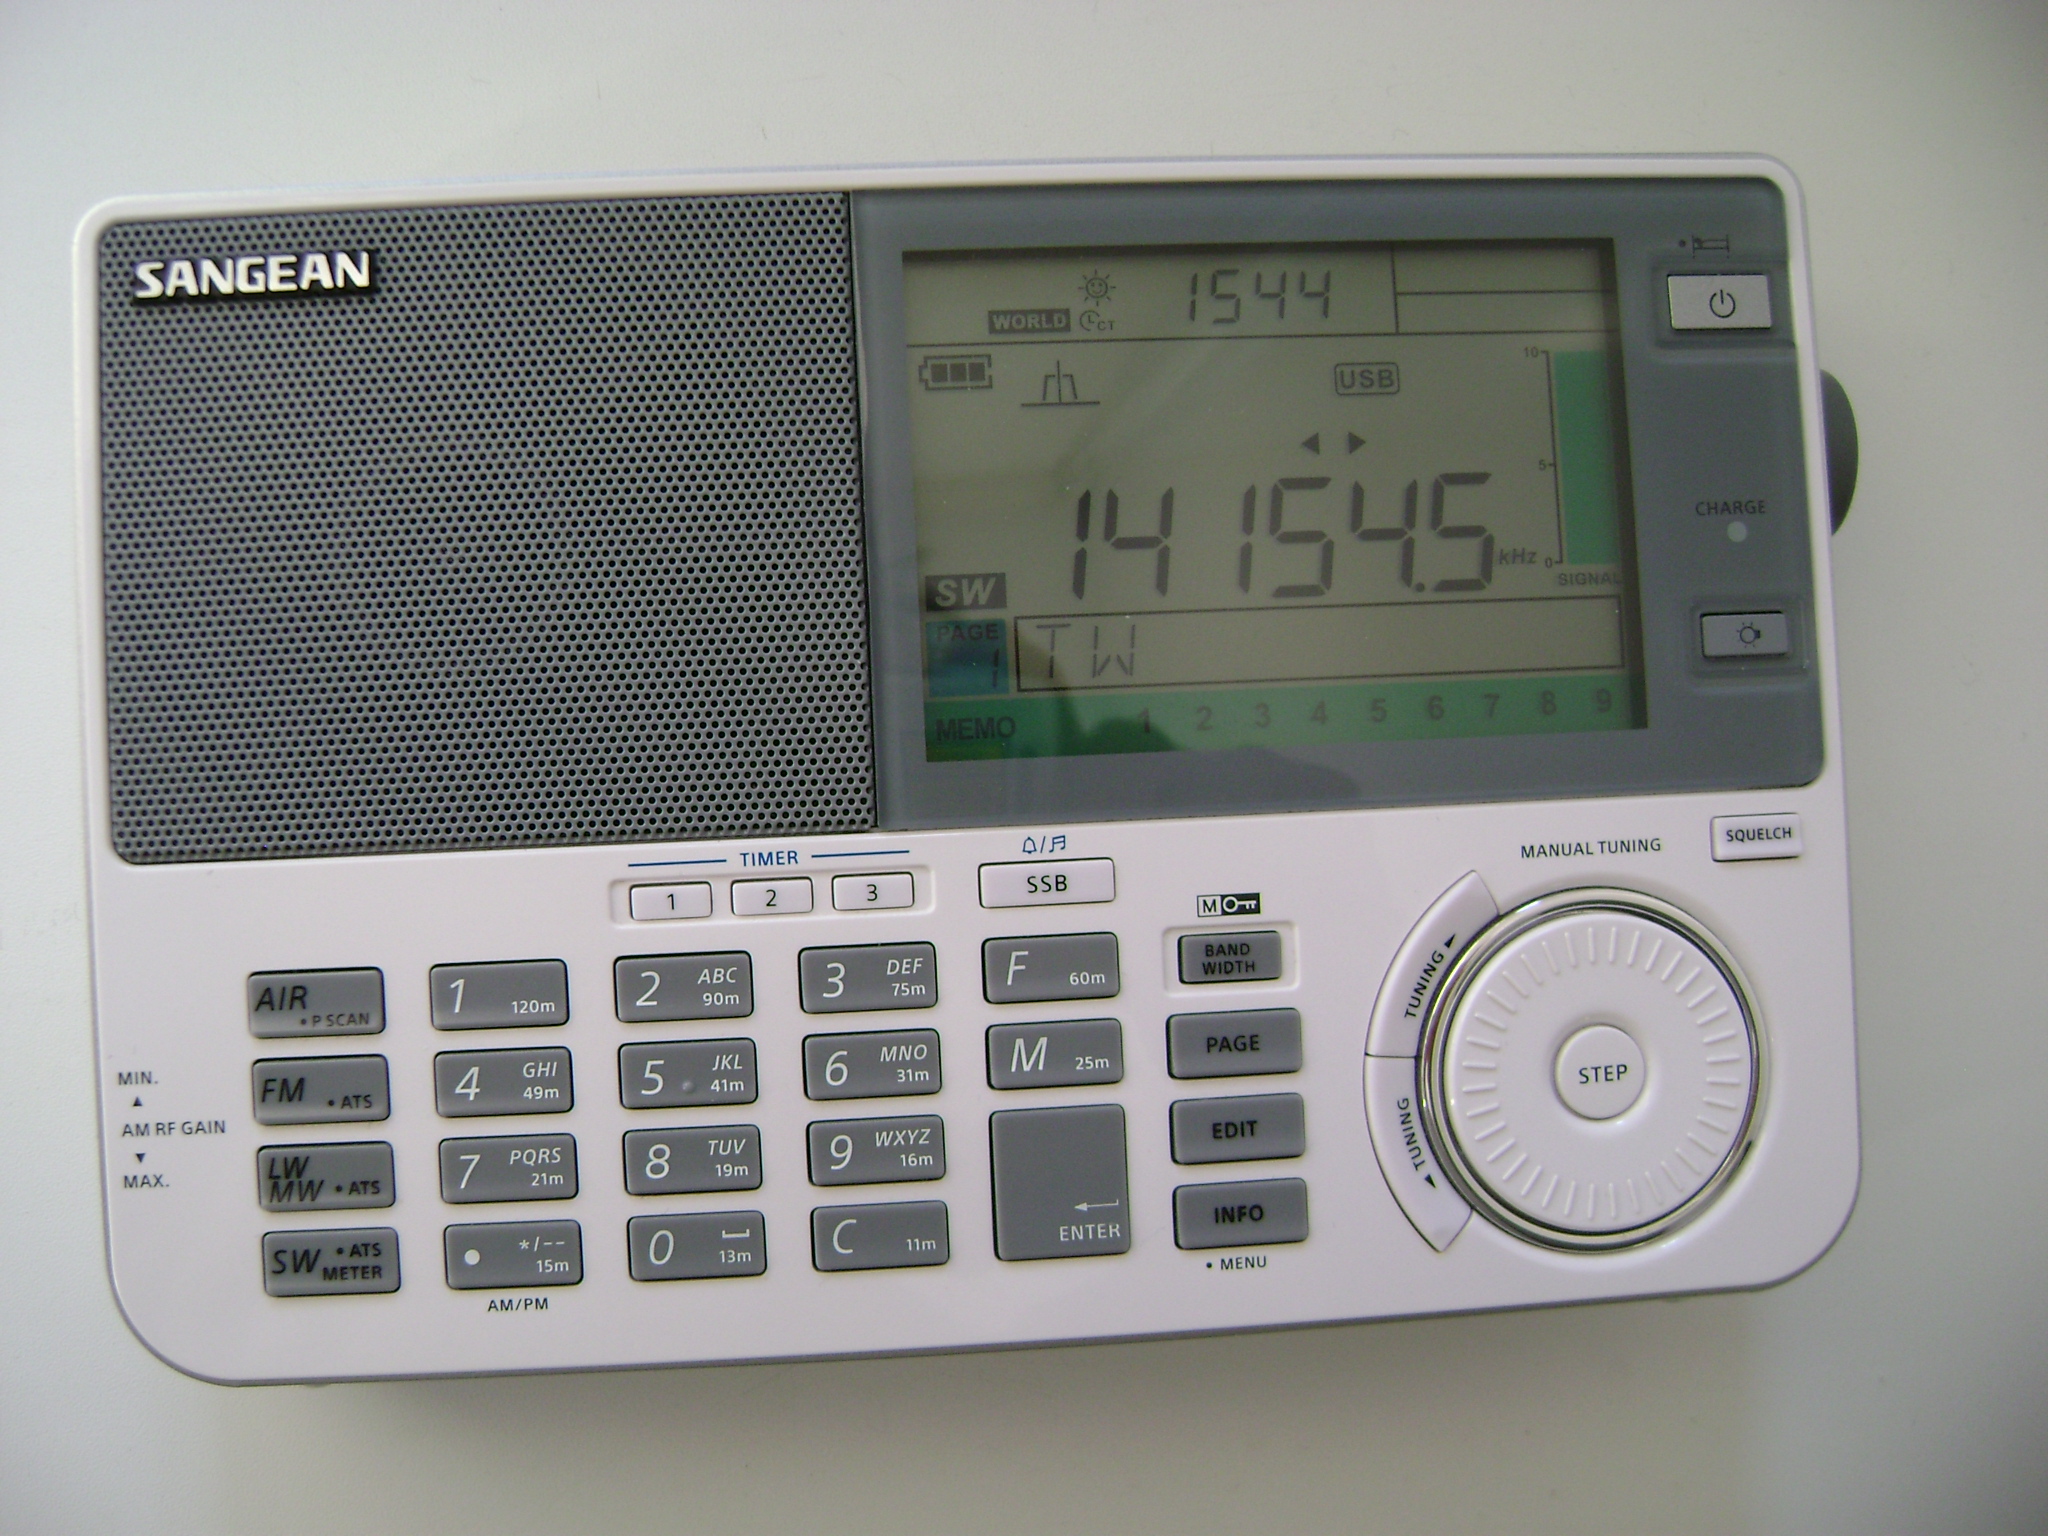 SANGEAN
WORLD CT 1544
USB
10
5
0
14154.5 kHz
SIGNAL
SW
PAGE
1
TW
MEMO 1 2 3 4 5 6 7 8 9
CHARGE
TIMER
1 2 3
SSB
MANUAL TUNING
SQUELCH
M
BAND WIDTH
TUNING
STEP
TUNING
AIR • P SCAN
1 120m
2 ABC 90m
3 DEF 75m
F 60m
PAGE
MIN.
AM RF GAIN
MAX.
FM • ATS
4 GHI 49m
5 JKL 41m
6 MNO 31m
M 25m
EDIT
LW MW • ATS
7 PQRS 21m
8 TUV 19m
9 WXYZ 16m
ENTER
INFO
• MENU
SW • ATS METER
• */-- 15m
0 13m
C 11m
AM/PM